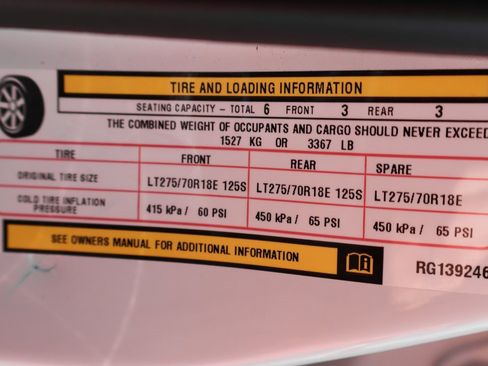 TIRE AND LOADING INFORMATION
SEATING CAPACITY - TOTAL 6 FRONT 3 REAR 3
THE COMBINED WEIGHT OF OCCUPANTS AND CARGO SHOULD NEVER EXCEED
1527 KG OR 3367 LB
TIRE FRONT REAR SPARE
ORIGINAL TIRE SIZE LT275/70R18E 125S LT275/70R18E 125S LT275/70R18E
COLD TIRE INFLATION PRESSURE 415 kPa / 60 PSI 450 kPa / 65 PSI 450 kPa / 65 PSI
SEE OWNERS MANUAL FOR ADDITIONAL INFORMATION
RG139246